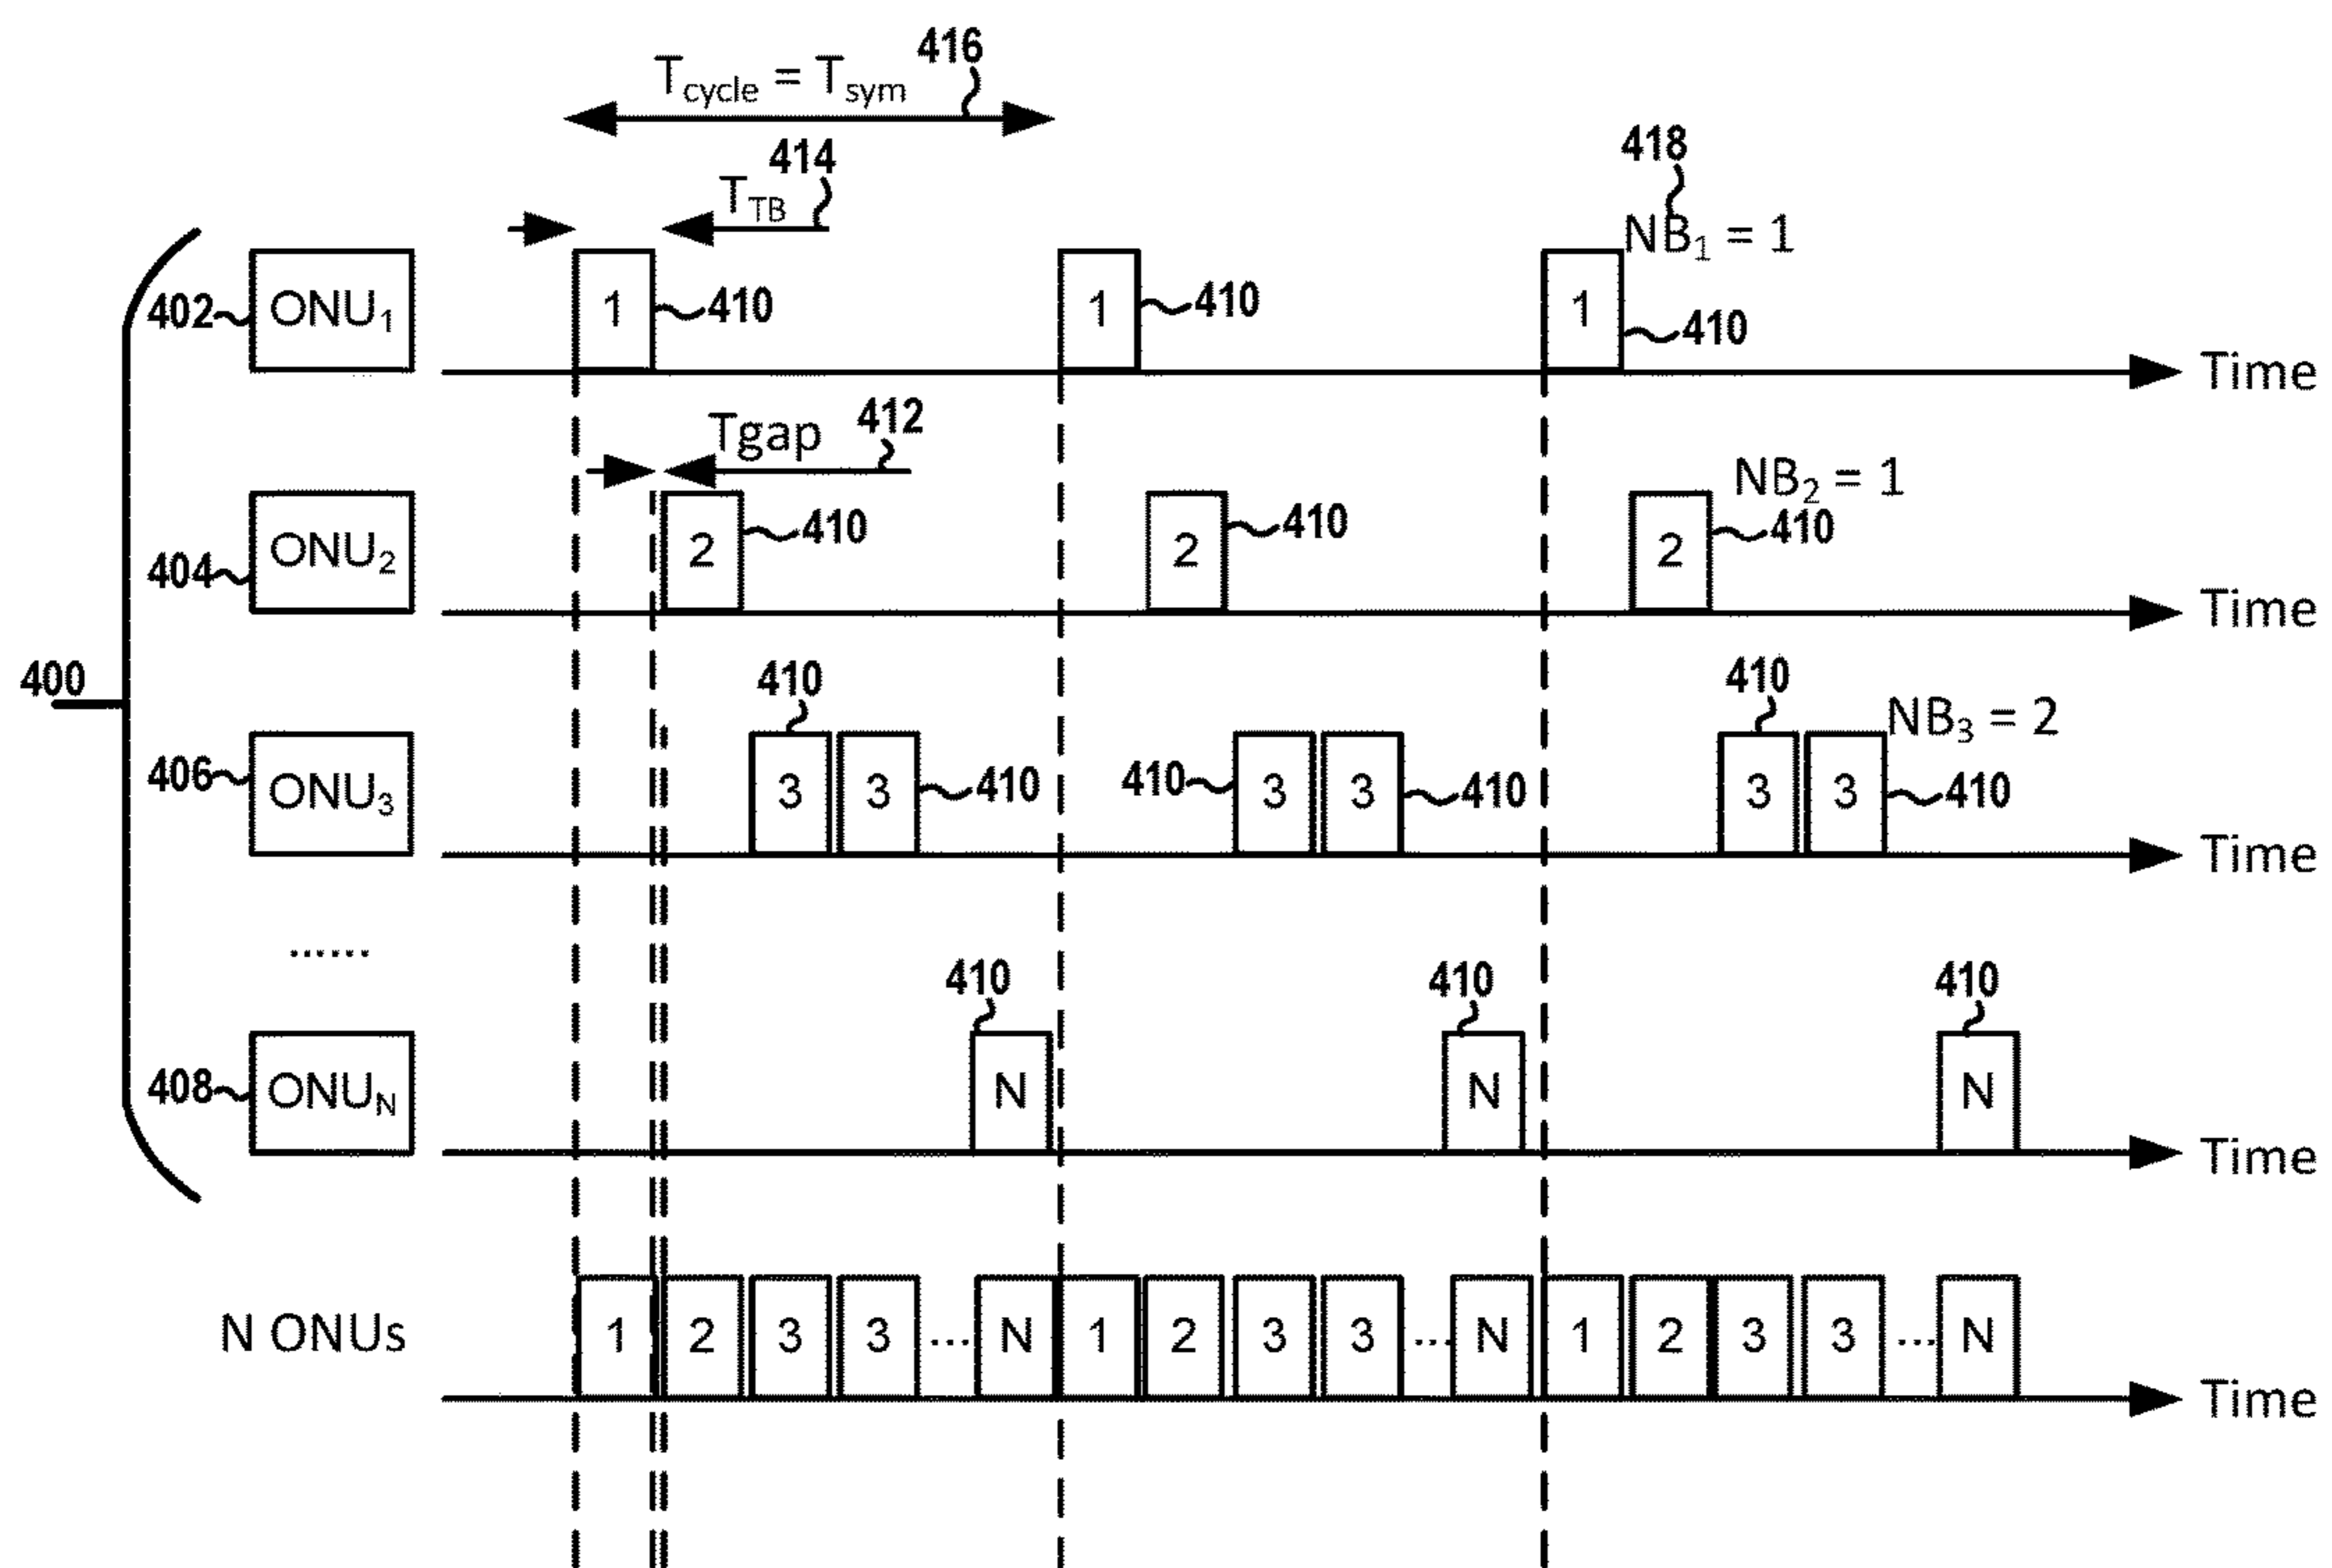 416
Tcycle = Tsym
414
TTB
418
NB1 = 1
402 ONU1 1 410 1 410 1 410
Time
Tgap 412
NB2 = 1
404 ONU2 2 410 2 410 2 410
Time
400
410 410
NB3 = 2
406 ONU3 3 3 410 410 3 3 410 3 3 410
Time
......
410 410 410
408 ONUN N N N
Time
N ONUs 1 2 3 3 ... N 1 2 3 3 ... N 1 2 3 3 ... N
Time